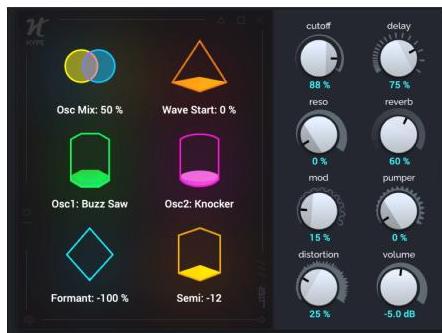 HYPE
cutoff
delay
88 %
75 %
Osc Mix: 50 %
Wave Start: 0 %
reso
reverb
0 %
60 %
mod
pumper
15 %
0 %
Osc1: Buzz Saw
Osc2: Knocker
distortion
volume
25 %
-5.0 dB
Formant: -100 %
Semi: -12